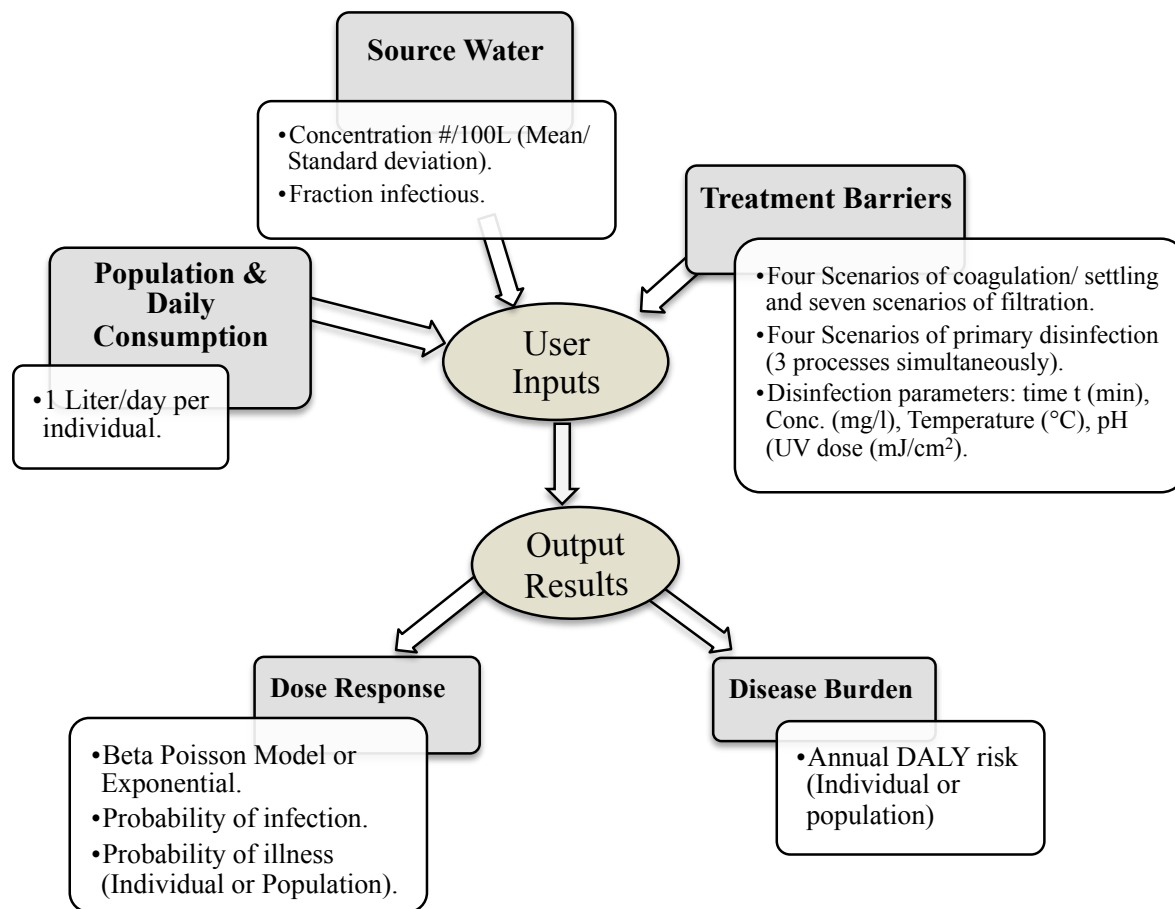 Source Water
•Concentration #/100L (Mean/
Standard deviation).
•Fraction infectious.
Treatment Barriers
•Four Scenarios of coagulation/ settling
and seven scenarios of filtration.
•Four Scenarios of primary disinfection
(3 processes simultaneously).
•Disinfection parameters: time t (min),
Conc. (mg/l), Temperature (°C), pH
(UV dose (mJ/cm²).
Population &
Daily
Consumption
•1 Liter/day per
individual.
User
Inputs
Output
Results
Dose Response
•Beta Poisson Model or
Exponential.
•Probability of infection.
•Probability of illness
(Individual or Population).
Disease Burden
•Annual DALY risk
(Individual or
population)